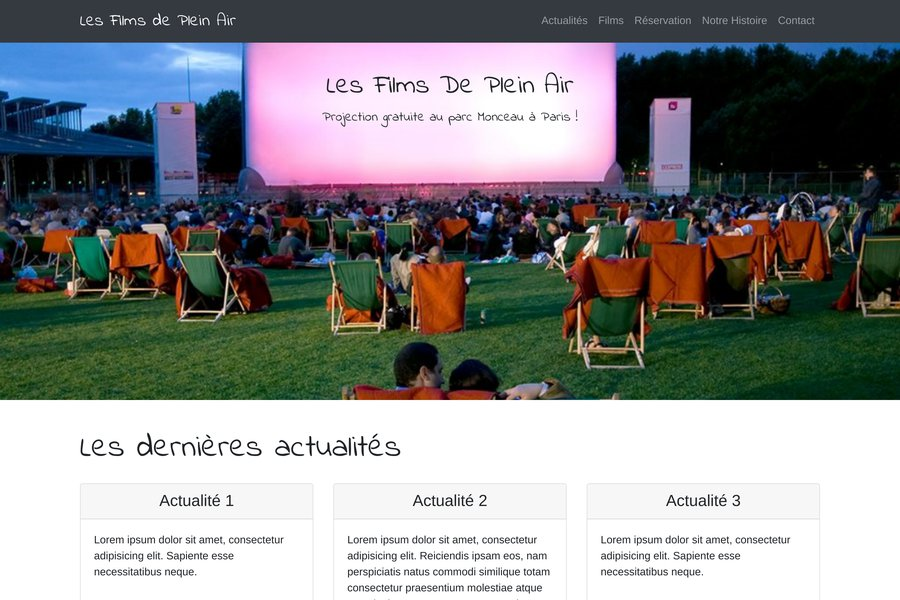 Les Films de Plein Air
Actualités Films Réservation Notre Histoire Contact
Les Films De Plein Air
Projection gratuite au parc Monceau à Paris !
Les dernières actualités
Actualité 1
Lorem ipsum dolor sit amet, consectetur
adipisicing elit. Sapiente esse
necessitatibus neque.
Actualité 2
Lorem ipsum dolor sit amet, consectetur
adipisicing elit. Reiciendis ipsam eos, nam
perspiciatis natus commodi similique totam
consectetur praesentium molestiae atque
Actualité 3
Lorem ipsum dolor sit amet, consectetur
adipisicing elit. Sapiente esse
necessitatibus neque.